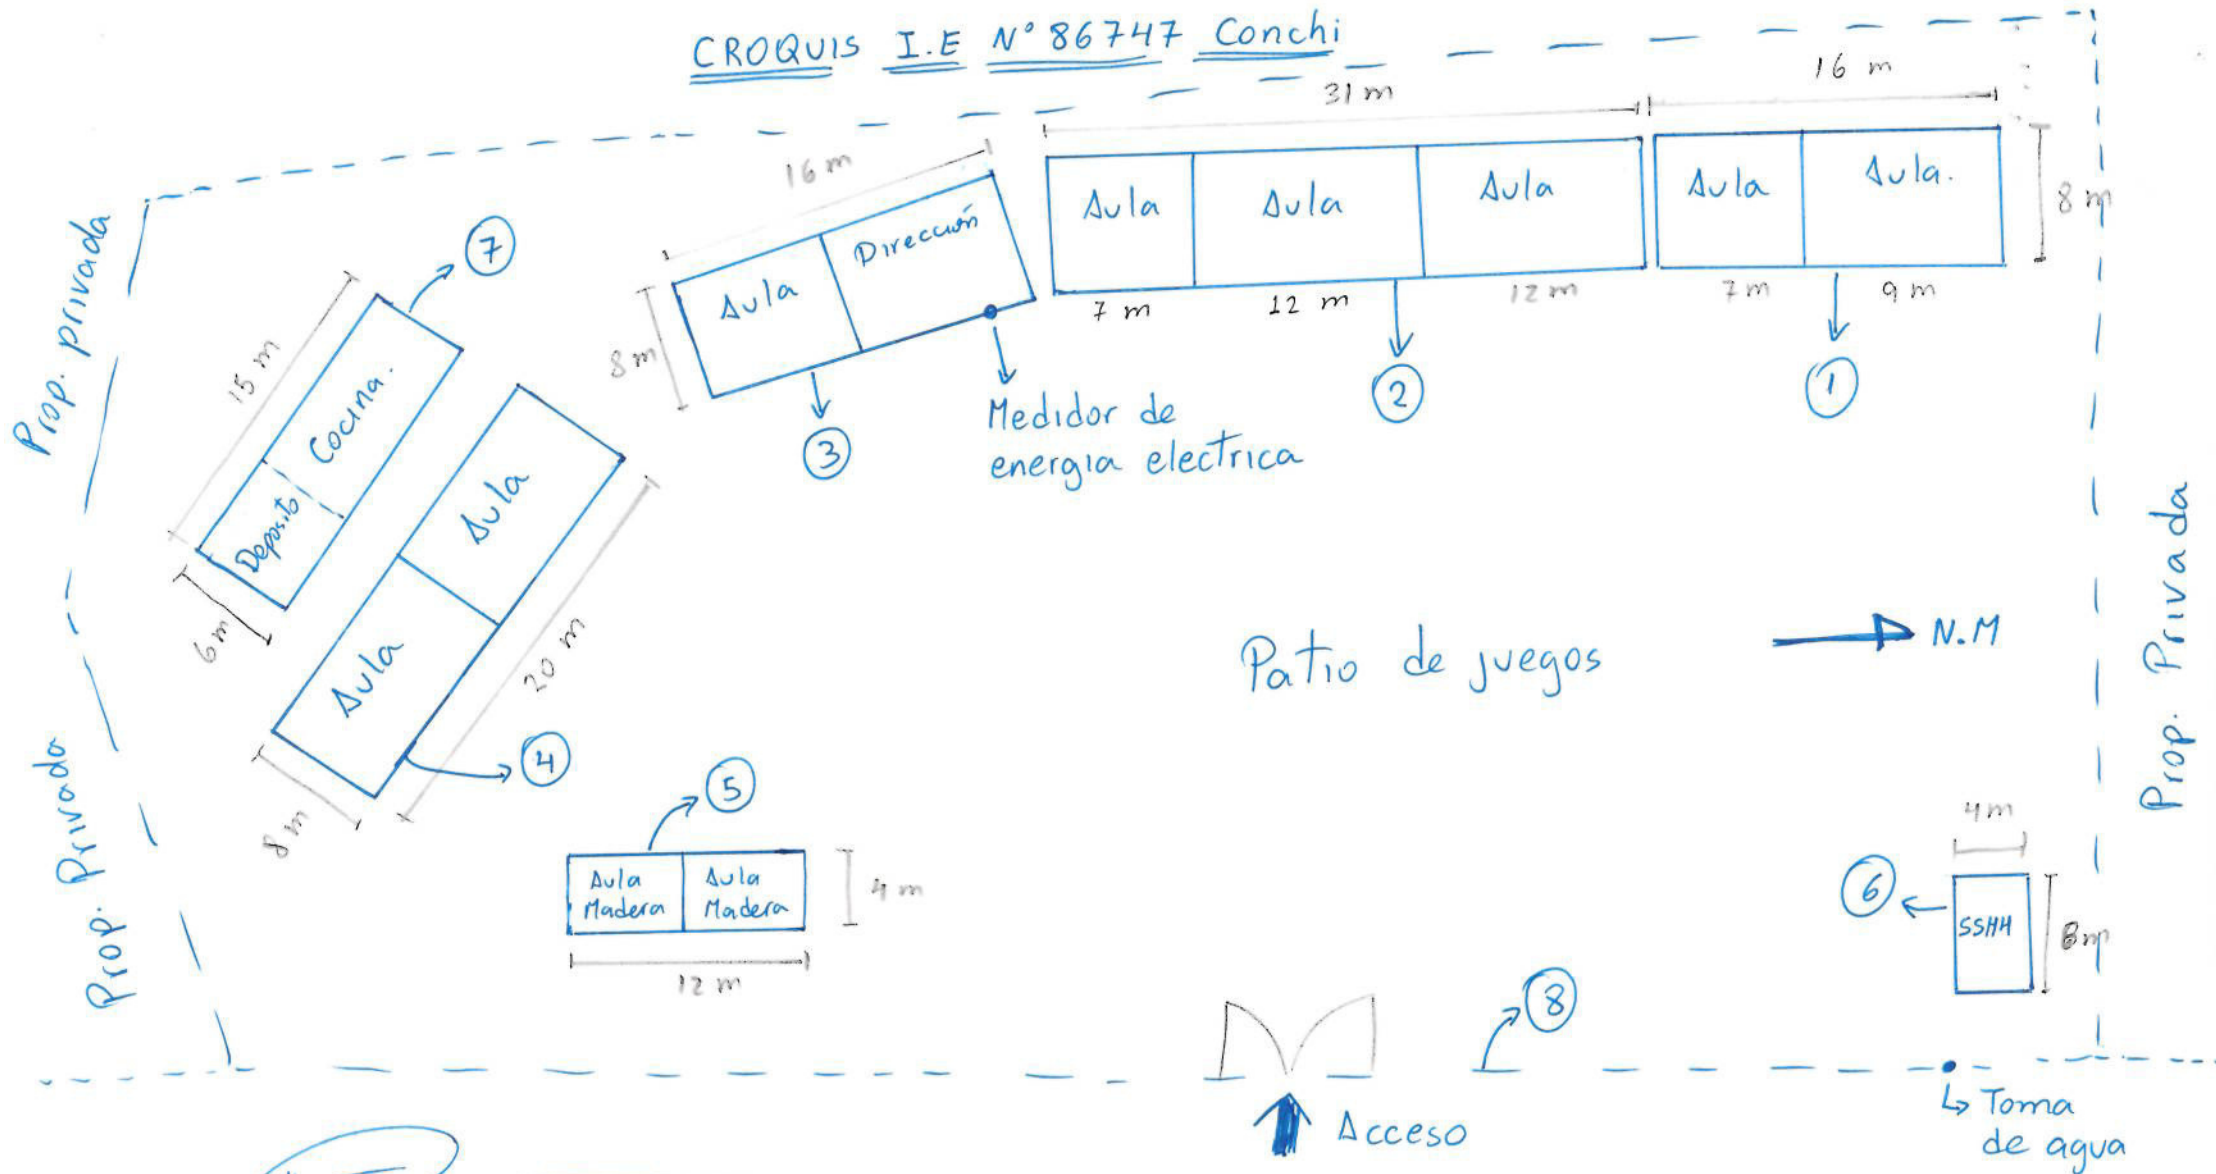 CROQUIS I.E N° 86747 Conchi
16 m
31 m
16 m
Aula
Aula
Aula
Aula
Aula.
8 m
7 m
12 m
12 m
7 m
9 m
Aula
Dirección
8 m
Medidor de
energia electrica
3
2
1
Prop. privada
7
15 m
Cocina.
Deposito
6 m
Aula
Aula
20 m
8 m
4
Patio de juegos
N.M
Prop. Privada
Prop. Privada
5
Aula
Madera
Aula
Madera
4 m
12 m
4 m
6
SSHH
8
Acceso
Toma
de agua